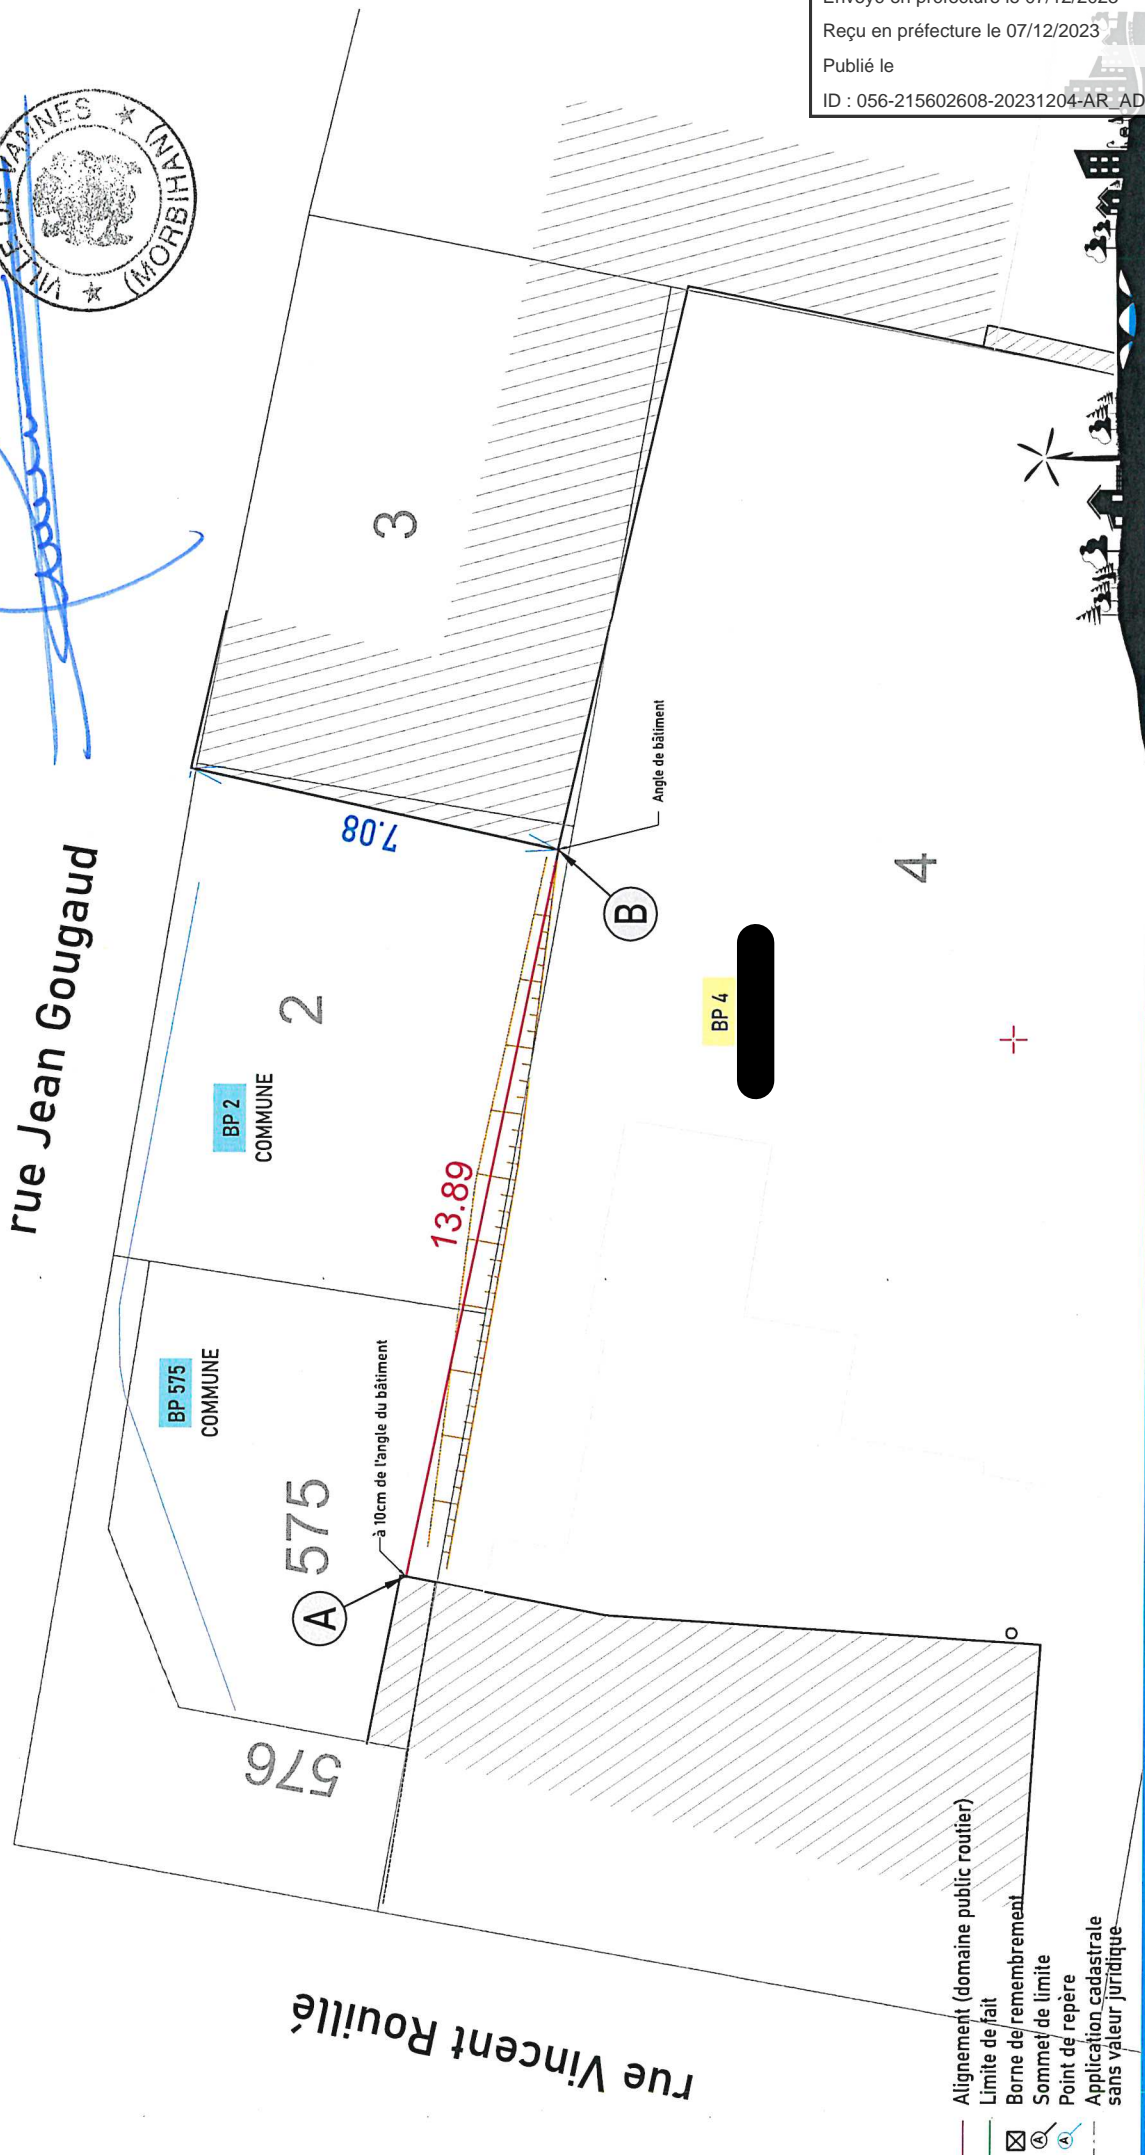 Reçu en préfecture le 07/12/2023
Publié le
ID : 056-215602608-20231204-AR_AD
VILLE DE VANNES
(MORBIHAN)
rue Jean Gougaud
3
7.08
Angle de bâtiment
B
2
BP 2
COMMUNE
13.89
4
BP 4
BP 575
COMMUNE
575
à 10cm de l'angle du bâtiment
A
576
rue Vincent Rouillé
Alignement (domaine public routier)
Limite de fait
Borne de remembrement
A Sommet de limite
A Point de repère
Application cadastrale
sans valeur juridique